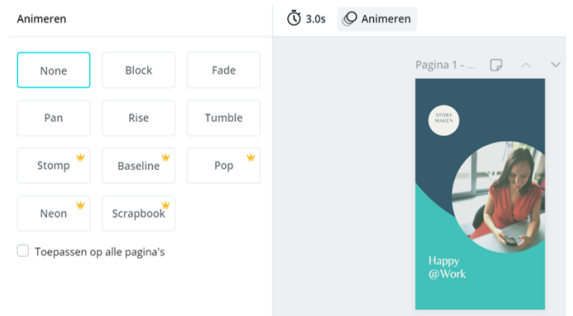 Animeren
3.0s Animeren
None Block Fade
Pan Rise Tumble
Stomp Baseline Pop
Neon Scrapbook
Toepassen op alle pagina's
Pagina 1 - ...
STORY
MAKEN
Happy
@Work